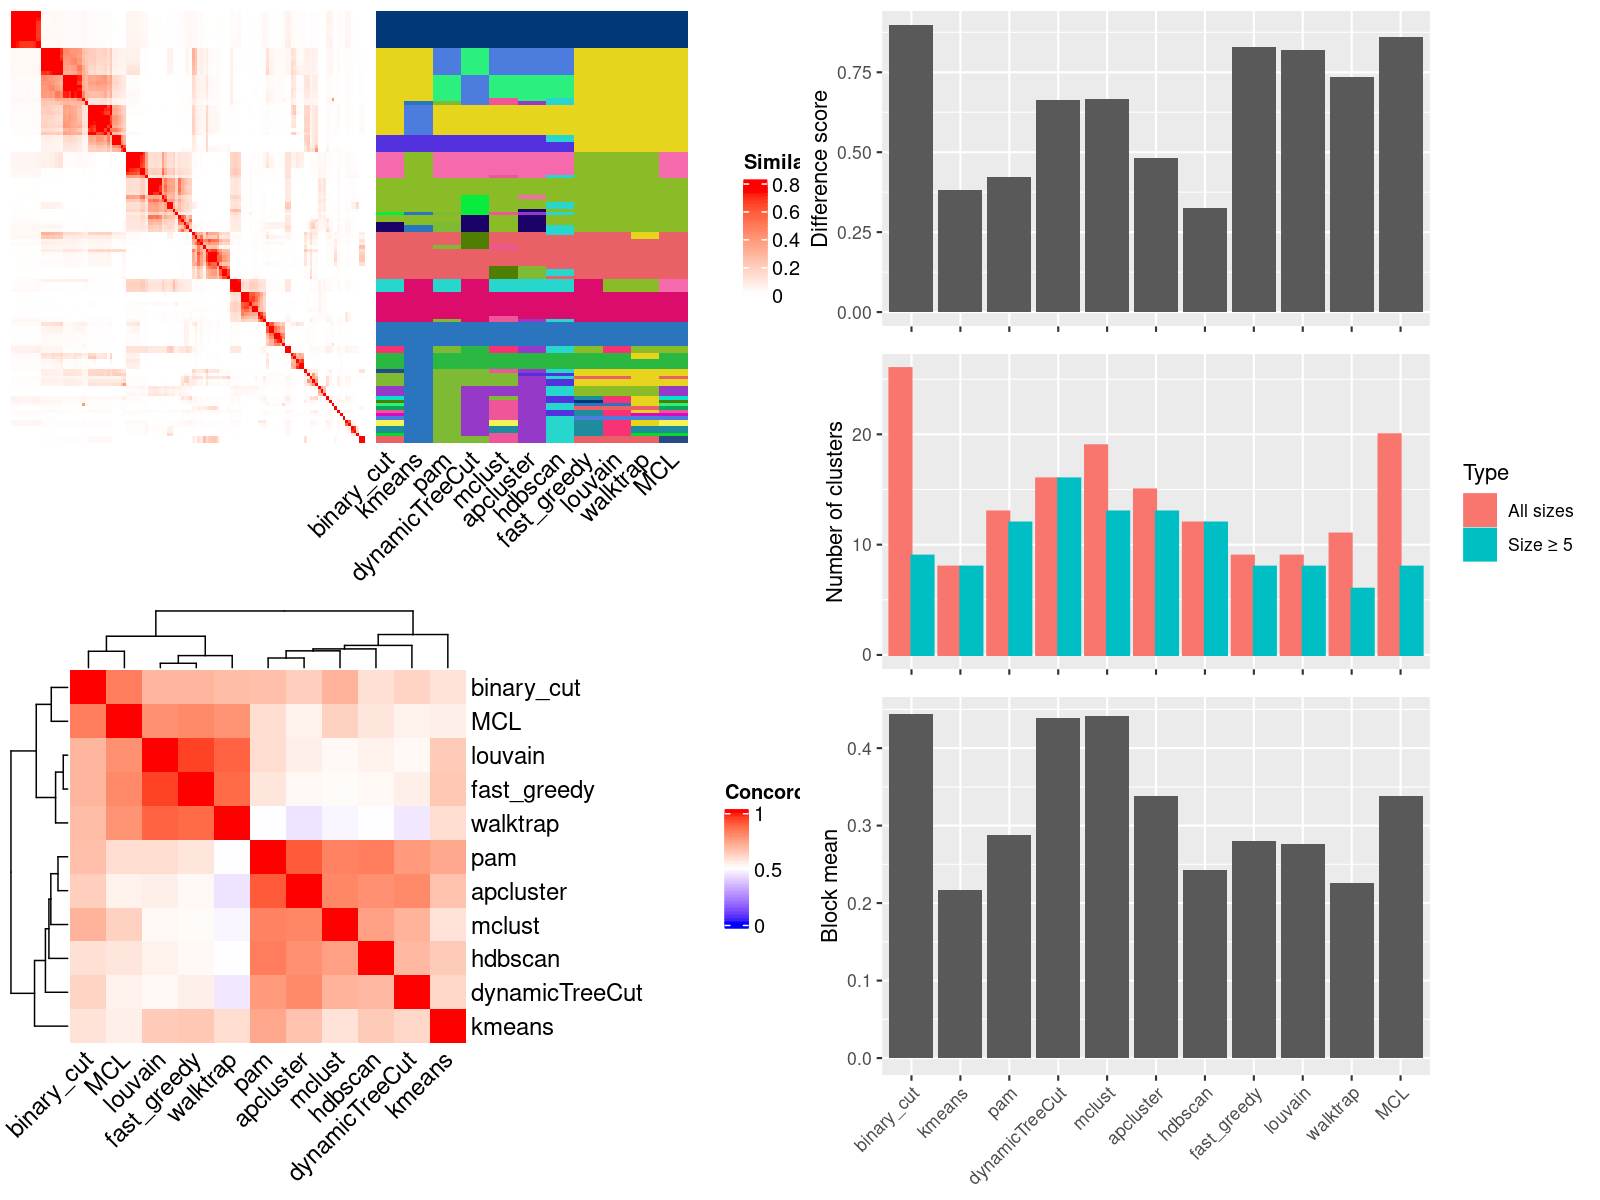 Simila
0.8
0.6
0.4
0.2
0
binary_cut
kmeans
pam
dynamicTreeCut
mclust
apcluster
hdbscan
fast_greedy
louvain
walktrap
MCL
Difference score
0.75
0.50
0.25
0.00
Number of clusters
20
10
0
Type
All sizes
Size ≥ 5
binary_cut
MCL
louvain
fast_greedy
walktrap
pam
apcluster
mclust
hdbscan
dynamicTreeCut
kmeans
binary_cut
MCL
louvain
fast_greedy
walktrap
pam
apcluster
mclust
hdbscan
dynamicTreeCut
kmeans
Concord
1
0.5
0
Block mean
0.4
0.3
0.2
0.1
0.0
binary_cut
kmeans
pam
dynamicTreeCut
mclust
apcluster
hdbscan
fast_greedy
louvain
walktrap
MCL